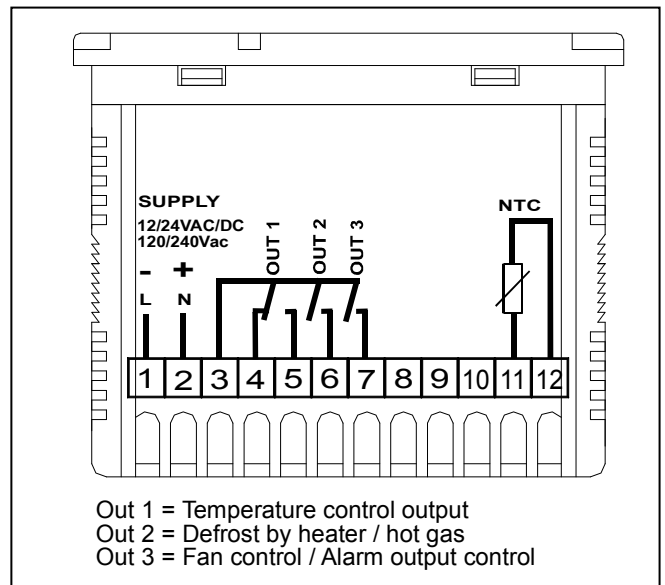 SUPPLY
12/24VAC/DC
120/240Vac
- +
L N
OUT 1
OUT 2
OUT 3
NTC
1 2 3 4 5 6 7 8 9 10 11 12
Out 1 = Temperature control output
Out 2 = Defrost by heater / hot gas
Out 3 = Fan control / Alarm output control